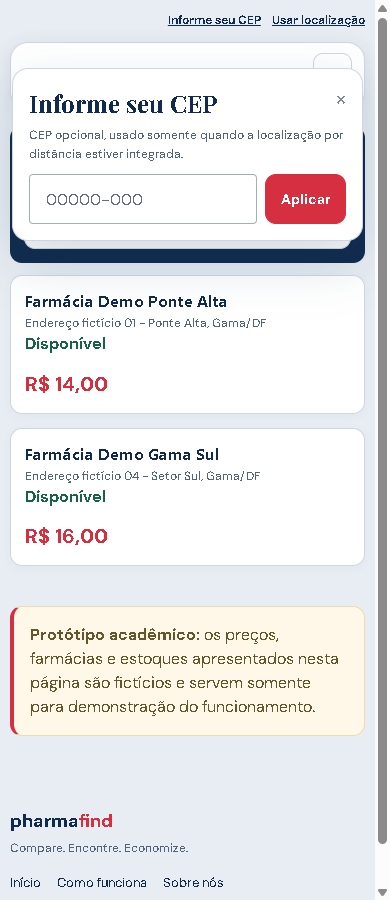 Informe seu CEP Usar localização
Informe seu CEP ×
CEP opcional, usado somente quando a localização por
distância estiver integrada.
00000-000 Aplicar
Farmácia Demo Ponte Alta
Endereço fictício 01 - Ponte Alta, Gama/DF
Disponível
R$ 14,00
Farmácia Demo Gama Sul
Endereço fictício 04 - Setor Sul, Gama/DF
Disponível
R$ 16,00
Protótipo acadêmico: os preços,
farmácias e estoques apresentados nesta
página são fictícios e servem somente
para demonstração do funcionamento.
pharmafind
Compare. Encontre. Economize.
Início Como funciona Sobre nós